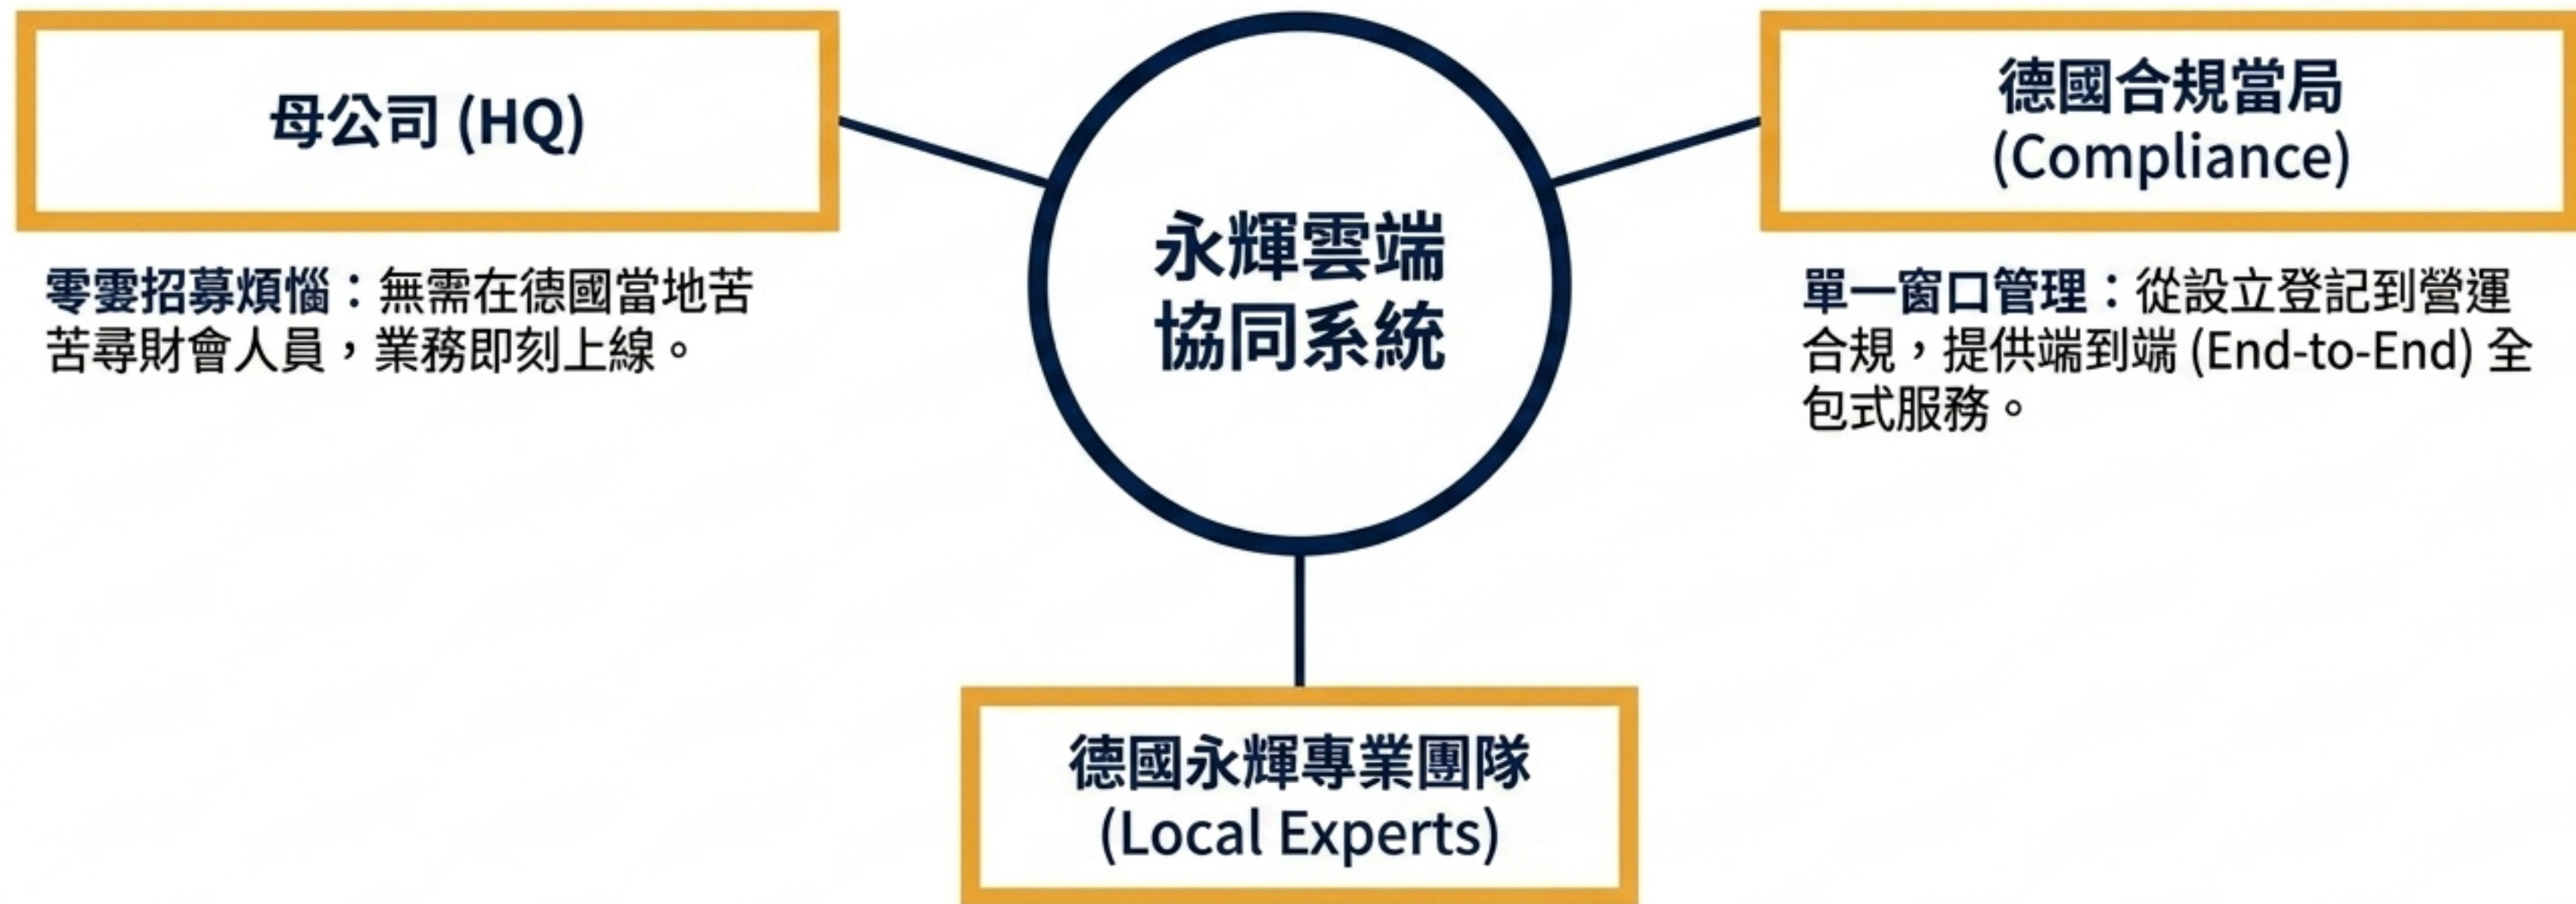 母公司 (HQ)
零霎招募煩惱：無需在德國當地苦
苦尋財會人員，業務即刻上線。
永輝雲端
協同系統
德國合規當局
(Compliance)
單一窗口管理：從設立登記到營運
合規，提供端到端 (End-to-End) 全
包式服務。
德國永輝專業團隊
(Local Experts)